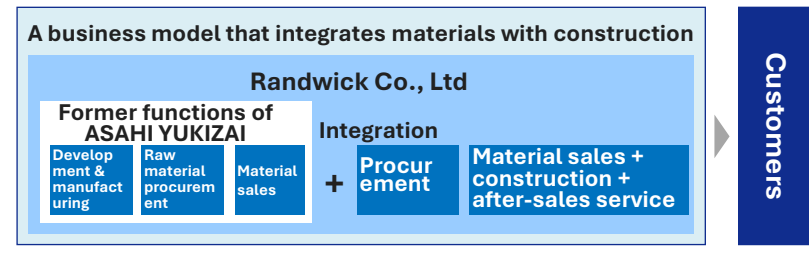 A business model that integrates materials with construction
Randwick Co., Ltd
Former functions of
ASAHI YUKIZAI
Integration
Develop
ment &
manufact
uring
Raw
material
procurem
ent
Material
sales
+
Procur
ement
Material sales +
construction +
after-sales service
Customers